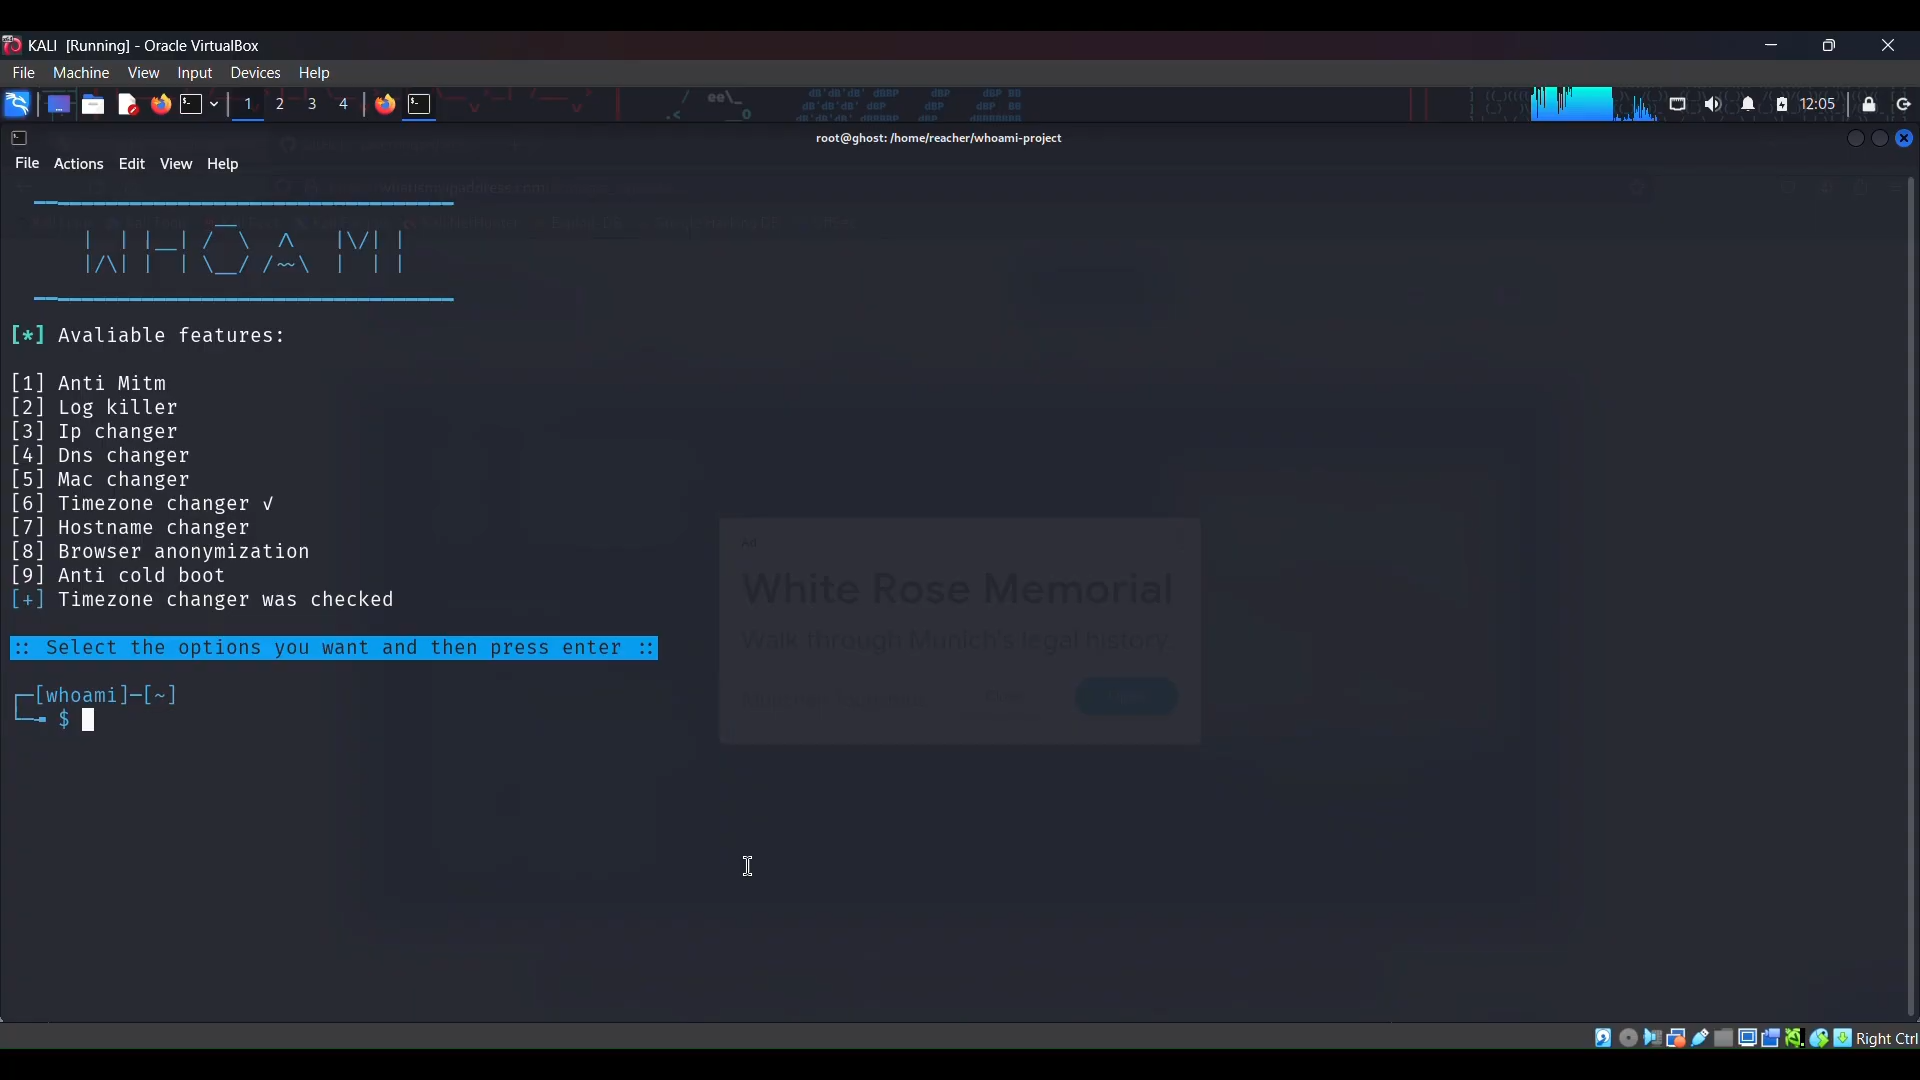 KALI [Running] - Oracle VirtualBox
File Machine View Input Devices Help
1 2 3 4 12:05
root@ghost: /home/reacher/whoami-project
File Actions Edit View Help
WHOAMI
[*] Avaliable features:
[1] Anti Mitm
[2] Log killer
[3] Ip changer
[4] Dns changer
[5] Mac changer
[6] Timezone changer √
[7] Hostname changer
[8] Browser anonymization
[9] Anti cold boot
[+] Timezone changer was checked
White Rose Memorial
Walk through Munich's legal history
:: Select the options you want and then press enter ::
[whoami]-[~]
$
Right Ctrl